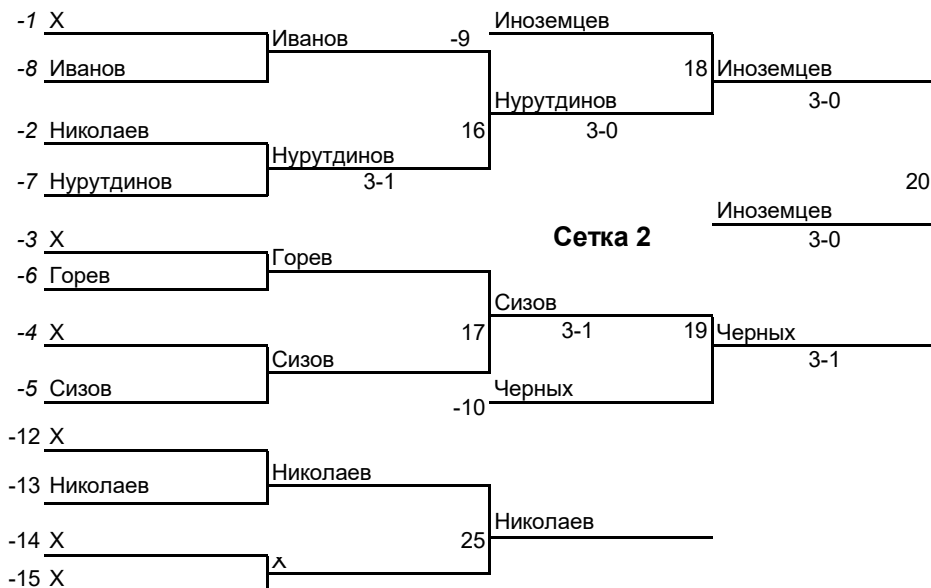 -1 Х
Иванов
-9
Иноземцев
-8 Иванов
18
Иноземцев
3-0
Нурутдинов
3-0
-2 Николаев
16
Нурутдинов
3-1
-7 Нурутдинов
20
Иноземцев
3-0
Сетка 2
-3 Х
Горев
-6 Горев
Сизов
3-1
19
Черных
3-1
-4 Х
17
Сизов
-5 Сизов
-10
Черных
-12 Х
Николаев
-13 Николаев
Николаев
-14 Х
25
Х
-15 Х